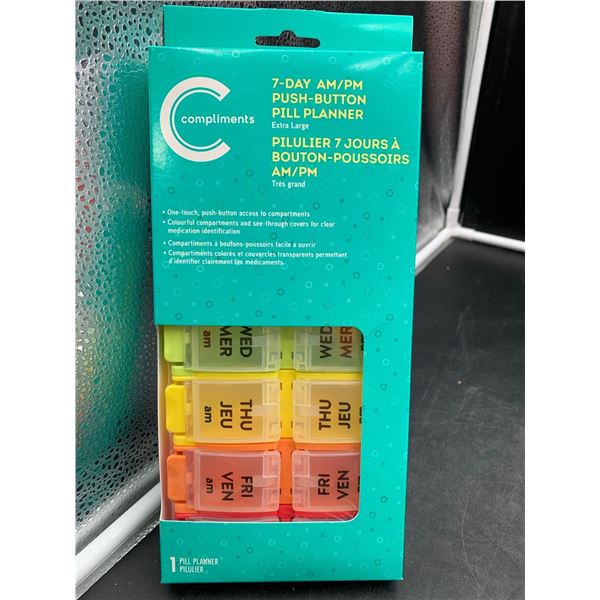 compliments
7-DAY AM/PM
PUSH-BUTTON
PILL PLANNER
Extra Large
PILULIER 7 JOURS À
BOUTON-POUSSOIRS
AM/PM
Très grand
• One-touch, push-button access to compartments
• Colourful compartments and see-through covers for clear
medication identification
• Compartiments à boutons-poussoirs facile à ouvrir
• Compartiments colorés et couvercles transparents permettant
d'identifier clairement les médicaments.
WED
MER
am
WED
MER
THU
JEU
am
THU
JEU
FRI
VEN
am
FRI
VEN
1 PILL PLANNER
PILULIER